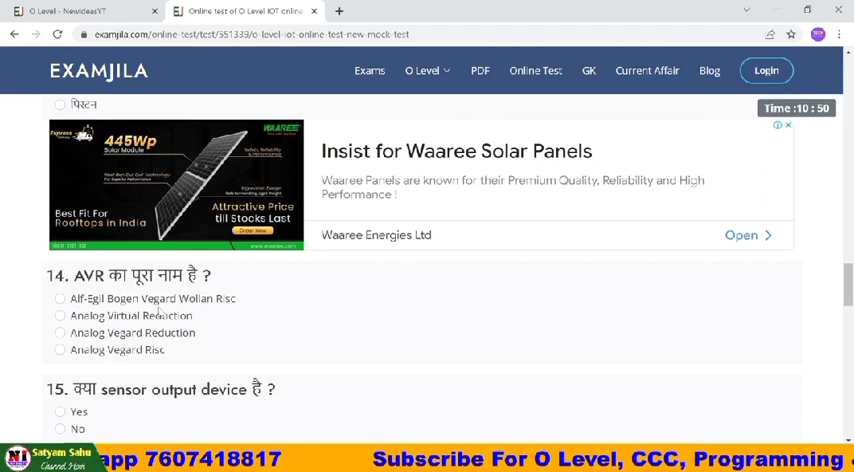 O Level - NewideasYT
Online test of O Level IOT online
examjila.com/online-test/test/551339/o-level-iot-online-test-new-mock-test
EXAMJILA
Exams
O Level
PDF
Online Test
GK
Current Affair
Blog
Login
पिस्टन
Time :10 : 50
445Wp
Solar Module
WAAREE
Best Fit For
Rooftops in India
Attractive Price
till Stocks Last
Order Now
Insist for Waaree Solar Panels
Waaree Panels are known for their Premium Quality, Reliability and High
Performance !
Waaree Energies Ltd
Open
14. AVR का पूरा नाम है ?
Alf-Egil Bogen Vegard Wollan Risc
Analog Virtual Reduction
Analog Vegard Reduction
Analog Vegard Risc
15. क्या sensor output device है ?
Yes
No
Satyam Sahu
app 7607418817
Subscribe For O Level, CCC, Programming